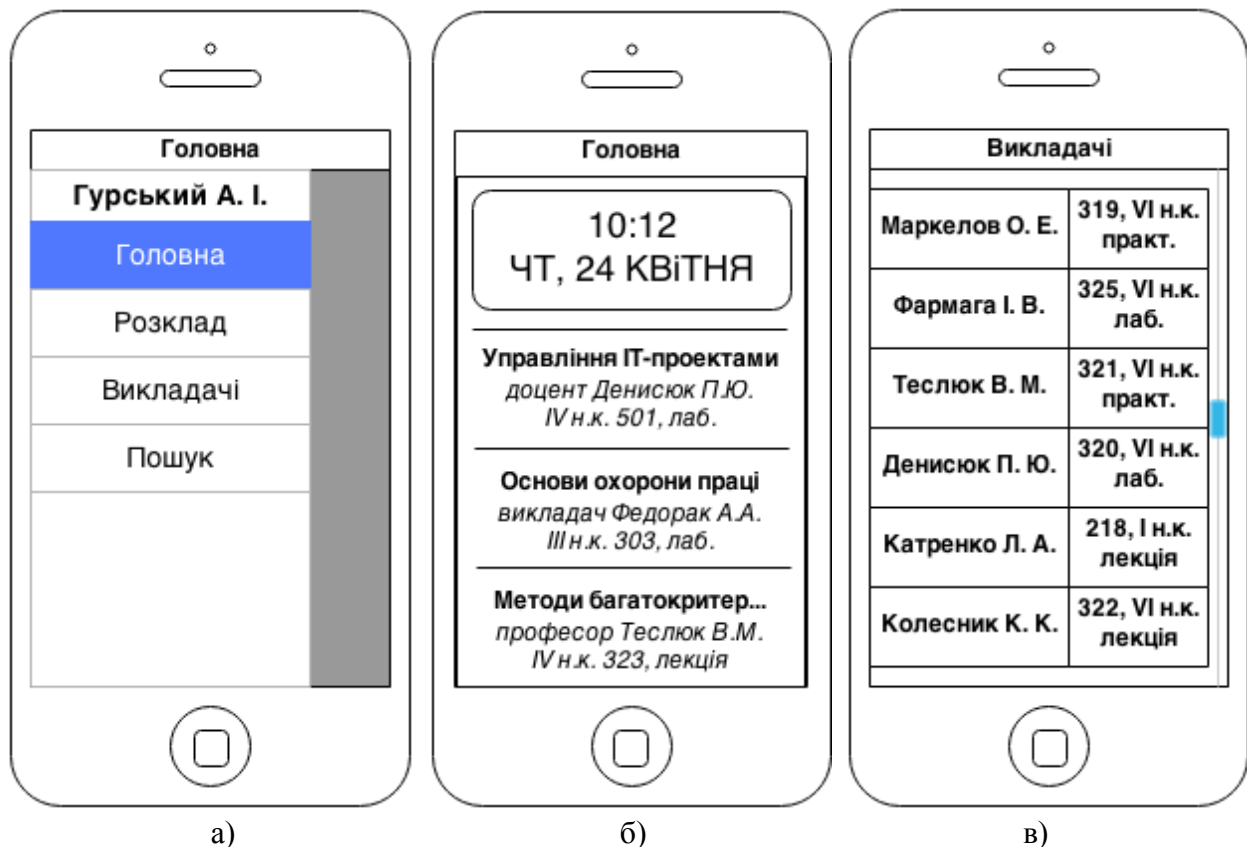 Головна
Гурський А. І.
Головна
Розклад
Викладачі
Пошук
а)
Головна
10:12
ЧТ, 24 КВіТНЯ
Управління ІТ-проектами
доцент Денисюк П.Ю.
IV н.к. 501, лаб.
Основи охорони праці
викладач Федорак А.А.
III н.к. 303, лаб.
Методи багатокритер...
професор Теслюк В.М.
IV н.к. 323, лекція
б)
Викладачі
Маркелов О. Е.
319, VI н.к.
практ.
Фармага І. В.
325, VI н.к.
лаб.
Теслюк В. М.
321, VI н.к.
практ.
Денисюк П. Ю.
320, VI н.к.
лаб.
Катренко Л. А.
218, I н.к.
лекція
Колесник К. К.
322, VI н.к.
лекція
в)